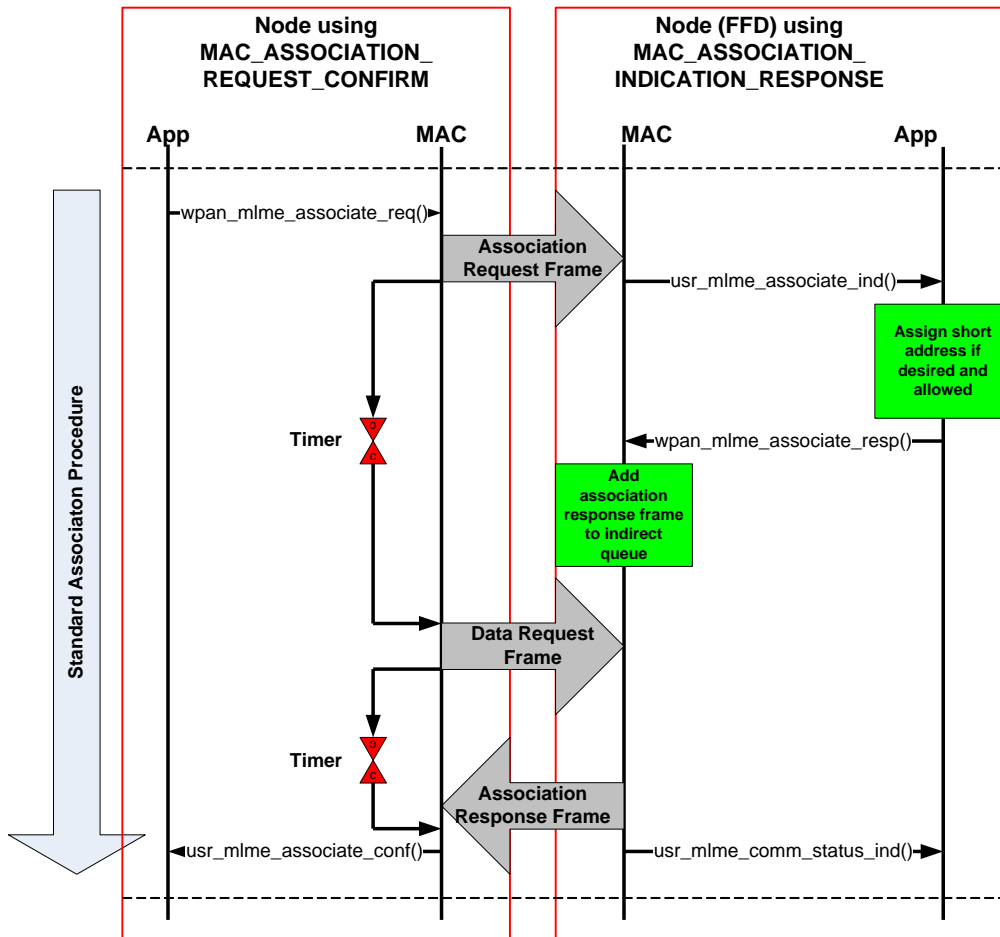 Node using
MAC_ASSOCIATION_
REQUEST_CONFIRM
Node (FFD) using
MAC_ASSOCIATION_
INDICATION_RESPONSE
App
MAC
MAC
App
wpan_mlme_associate_req()
Association
Request Frame
usr_mlme_associate_ind()
Assign short
address if
desired and
allowed
Timer
wpan_mlme_associate_resp()
Add
association
response frame
to indirect
queue
Standard Associaton Procedure
Data Request
Frame
Timer
Association
Response Frame
usr_mlme_associate_conf()
usr_mlme_comm_status_ind()